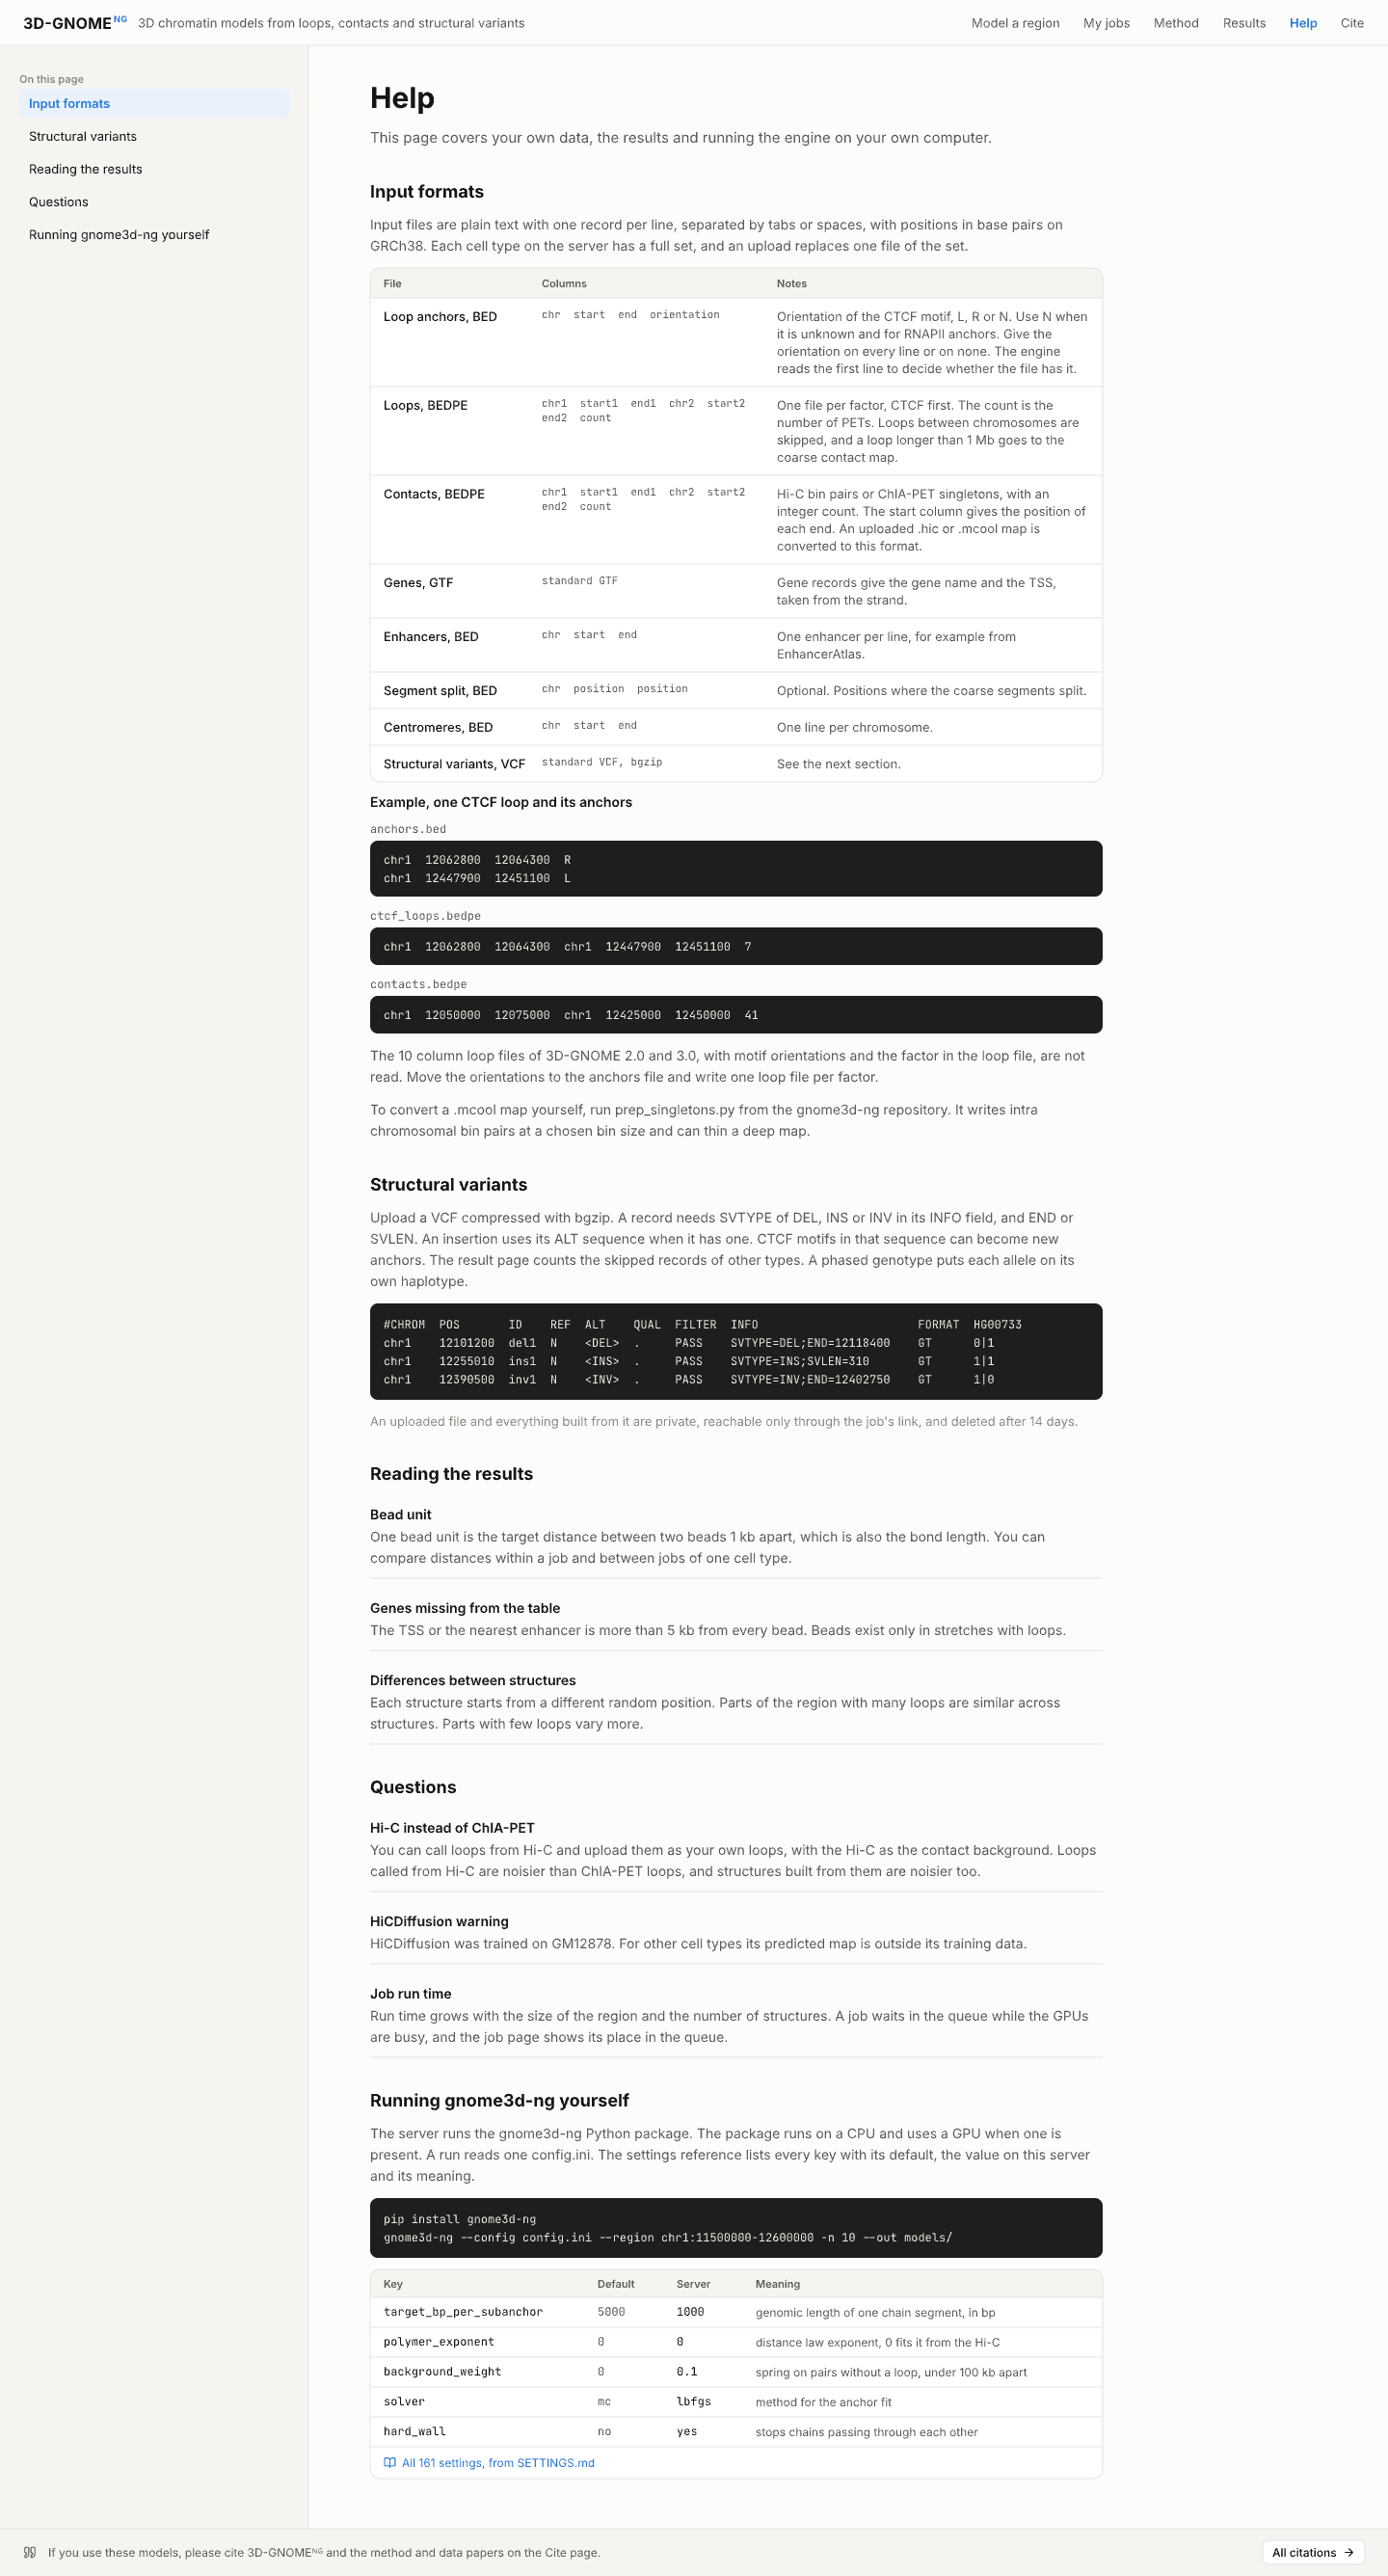 3D-GNOME NG 3D chromatin models from loops, contacts and structural variants
Model a region My jobs Method Results Help Cite
On this page
Input formats
Structural variants
Reading the results
Questions
Running gnome3d-ng yourself
Help
This page covers your own data, the results and running the engine on your own computer.
Input formats
Input files are plain text with one record per line, separated by tabs or spaces, with positions in base pairs on
GRCh38. Each cell type on the server has a full set, and an upload replaces one file of the set.
File Columns Notes
Loop anchors, BED chr start end orientation Orientation of the CTCF motif, L, R or N. Use N when
it is unknown and for RNAPII anchors. Give the
orientation on every line or on none. The engine
reads the first line to decide whether the file has it.
Loops, BEDPE chr1 start1 end1 chr2 start2 One file per factor, CTCF first. The count is the
end2 count number of PETs. Loops between chromosomes are
skipped, and a loop longer than 1 Mb goes to the
coarse contact map.
Contacts, BEDPE chr1 start1 end1 chr2 start2 Hi-C bin pairs or ChIA-PET singletons, with an
end2 count integer count. The start column gives the position of
each end. An uploaded .hic or .mcool map is
converted to this format.
Genes, GTF standard GTF Gene records give the gene name and the TSS,
taken from the strand.
Enhancers, BED chr start end One enhancer per line, for example from
EnhancerAtlas.
Segment split, BED chr position position Optional. Positions where the coarse segments split.
Centromeres, BED chr start end One line per chromosome.
Structural variants, VCF standard VCF, bgzip See the next section.
Example, one CTCF loop and its anchors
anchors.bed
chr1 12062800 12064300 R
chr1 12447900 12451100 L
ctcf_loops.bedpe
chr1 12062800 12064300 chr1 12447900 12451100 7
contacts.bedpe
chr1 12050000 12075000 chr1 12425000 12450000 41
The 10 column loop files of 3D-GNOME 2.0 and 3.0, with motif orientations and the factor in the loop file, are not
read. Move the orientations to the anchors file and write one loop file per factor.
To convert a .mcool map yourself, run prep_singletons.py from the gnome3d-ng repository. It writes intra
chromosomal bin pairs at a chosen bin size and can thin a deep map.
Structural variants
Upload a VCF compressed with bgzip. A record needs SVTYPE of DEL, INS or INV in its INFO field, and END or
SVLEN. An insertion uses its ALT sequence when it has one. CTCF motifs in that sequence can become new
anchors. The result page counts the skipped records of other types. A phased genotype puts each allele on its
own haplotype.
#CHROM POS ID REF ALT QUAL FILTER INFO FORMAT HG00733
chr1 12101200 del1 N <DEL> . PASS SVTYPE=DEL;END=12118400 GT 0|1
chr1 12255010 ins1 N <INS> . PASS SVTYPE=INS;SVLEN=310 GT 1|1
chr1 12390500 inv1 N <INV> . PASS SVTYPE=INV;END=12402750 GT 1|0
An uploaded file and everything built from it are private, reachable only through the job's link, and deleted after 14 days.
Reading the results
Bead unit
One bead unit is the target distance between two beads 1 kb apart, which is also the bond length. You can
compare distances within a job and between jobs of one cell type.
Genes missing from the table
The TSS or the nearest enhancer is more than 5 kb from every bead. Beads exist only in stretches with loops.
Differences between structures
Each structure starts from a different random position. Parts of the region with many loops are similar across
structures. Parts with few loops vary more.
Questions
Hi-C instead of ChIA-PET
You can call loops from Hi-C and upload them as your own loops, with the Hi-C as the contact background. Loops
called from Hi-C are noisier than ChIA-PET loops, and structures built from them are noisier too.
HiCDiffusion warning
HiCDiffusion was trained on GM12878. For other cell types its predicted map is outside its training data.
Job run time
Run time grows with the size of the region and the number of structures. A job waits in the queue while the GPUs
are busy, and the job page shows its place in the queue.
Running gnome3d-ng yourself
The server runs the gnome3d-ng Python package. The package runs on a CPU and uses a GPU when one is
present. A run reads one config.ini. The settings reference lists every key with its default, the value on this server
and its meaning.
pip install gnome3d-ng
gnome3d-ng --config config.ini --region chr1:11500000-12600000 -n 10 --out models/
Key Default Server Meaning
target_bp_per_subanchor 5000 1000 genomic length of one chain segment, in bp
polymer_exponent 0 0 distance law exponent, 0 fits it from the Hi-C
background_weight 0 0.1 spring on pairs without a loop, under 100 kb apart
solver mc lbfgs method for the anchor fit
hard_wall no yes stops chains passing through each other
All 161 settings, from SETTINGS.md
If you use these models, please cite 3D-GNOMEᴺᴳ and the method and data papers on the Cite page.
All citations →